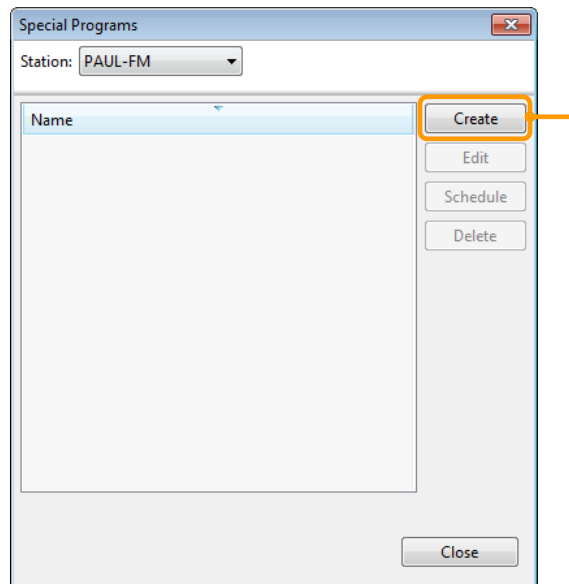 Special Programs
Station: PAUL-FM
Name
Create
Edit
Schedule
Delete
Close